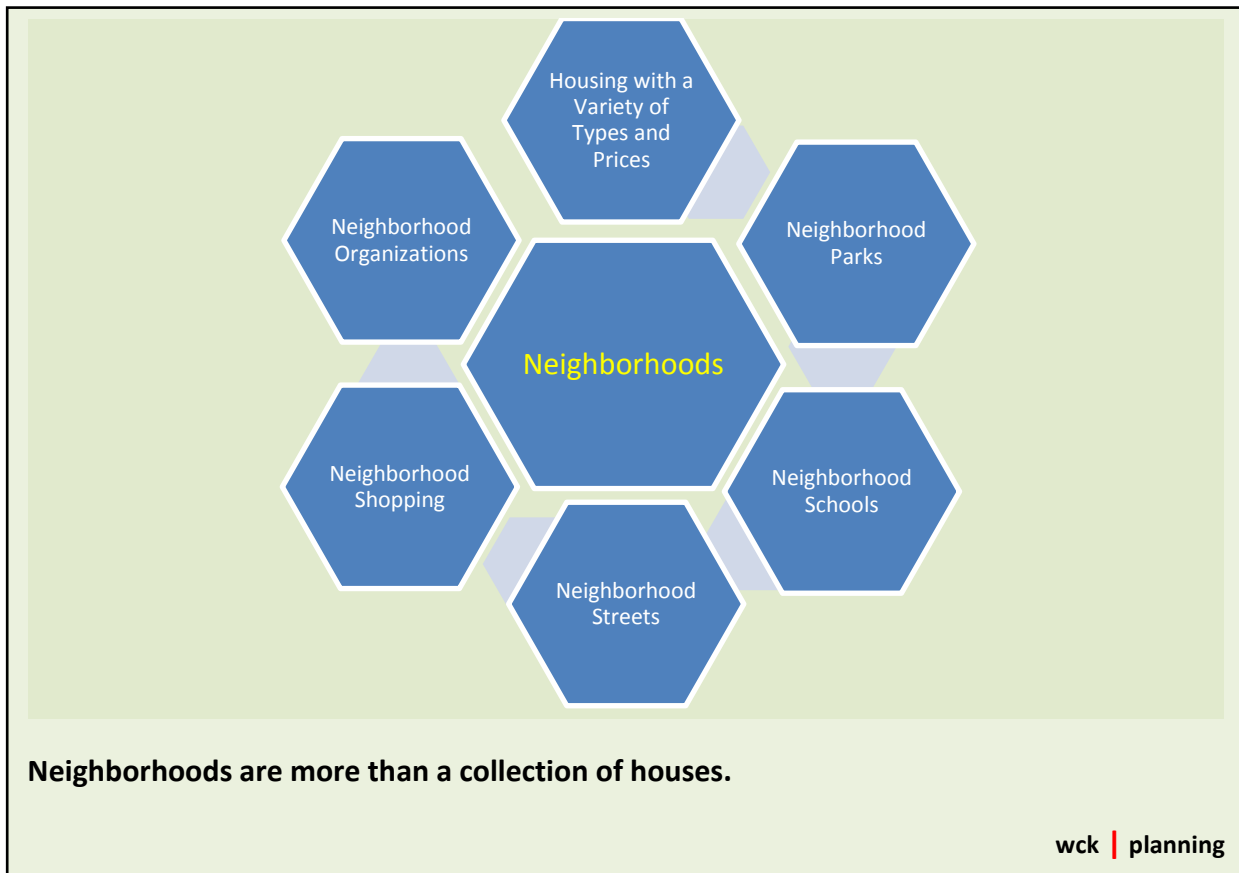 Housing with a
Variety of
Types and
Prices
Neighborhood
Organizations
Neighborhood
Parks
Neighborhoods
Neighborhood
Shopping
Neighborhood
Schools
Neighborhood
Streets
Neighborhoods are more than a collection of houses.
wck | planning